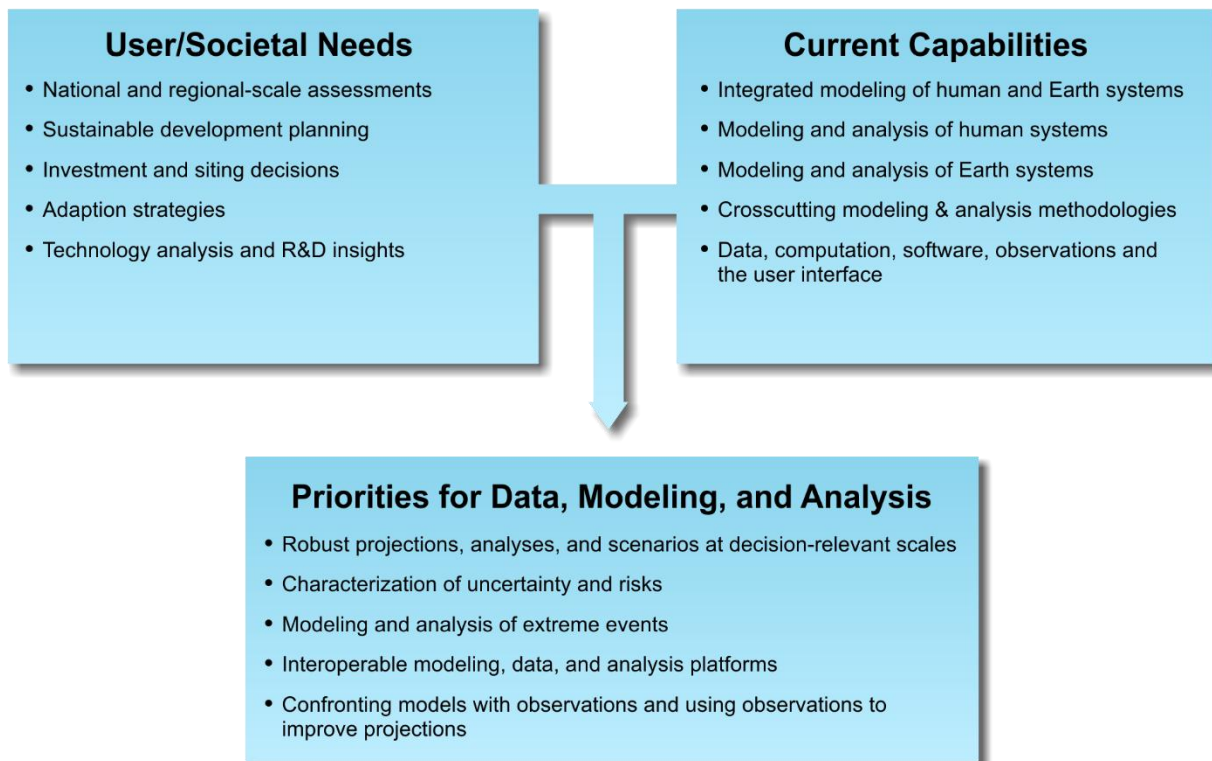 User/Societal Needs
• National and regional-scale assessments
• Sustainable development planning
• Investment and siting decisions
• Adaption strategies
• Technology analysis and R&D insights
Current Capabilities
• Integrated modeling of human and Earth systems
• Modeling and analysis of human systems
• Modeling and analysis of Earth systems
• Crosscutting modeling & analysis methodologies
• Data, computation, software, observations and
the user interface
Priorities for Data, Modeling, and Analysis
• Robust projections, analyses, and scenarios at decision-relevant scales
• Characterization of uncertainty and risks
• Modeling and analysis of extreme events
• Interoperable modeling, data, and analysis platforms
• Confronting models with observations and using observations to
improve projections